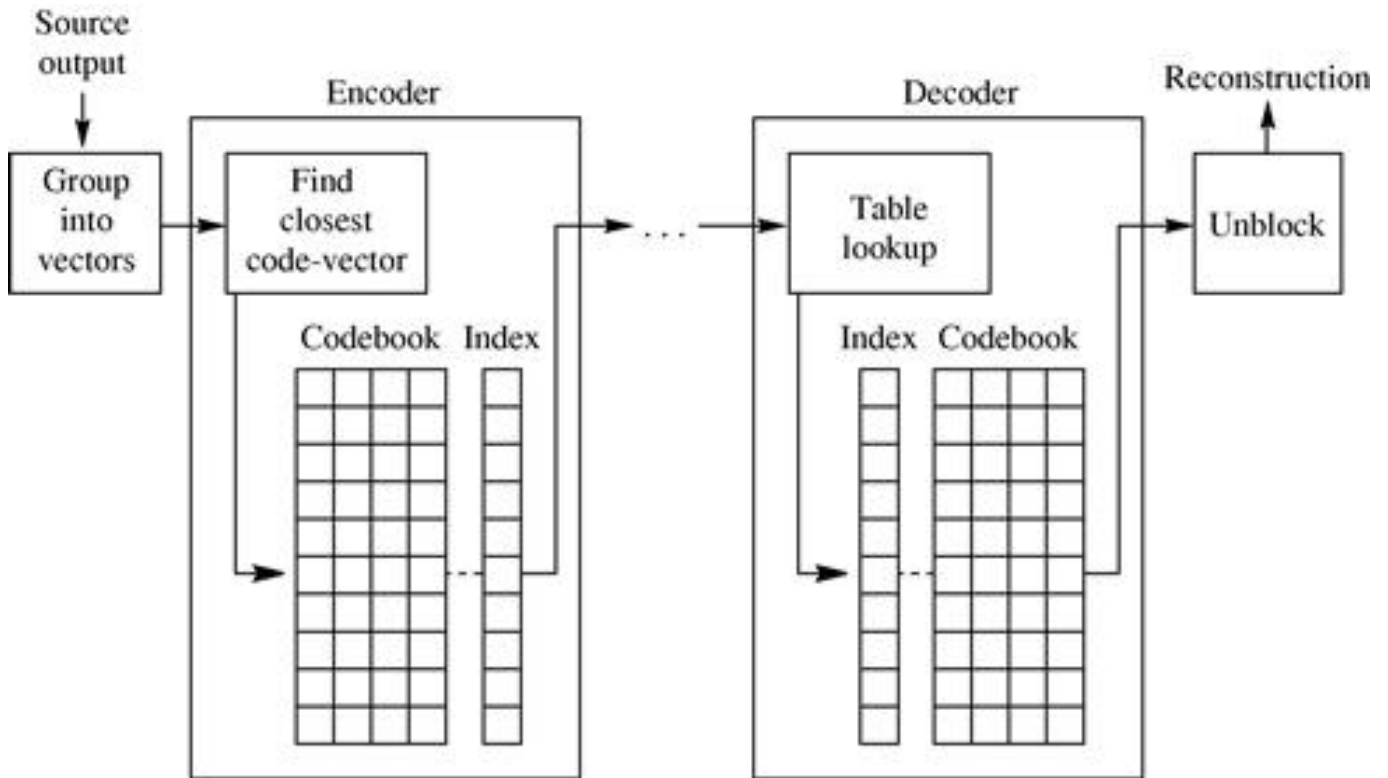 Source
output
Encoder
Decoder
Reconstruction
Group
into
vectors
Find
closest
code-vector
. . .
Table
lookup
Unblock
Codebook
Index
Index
Codebook